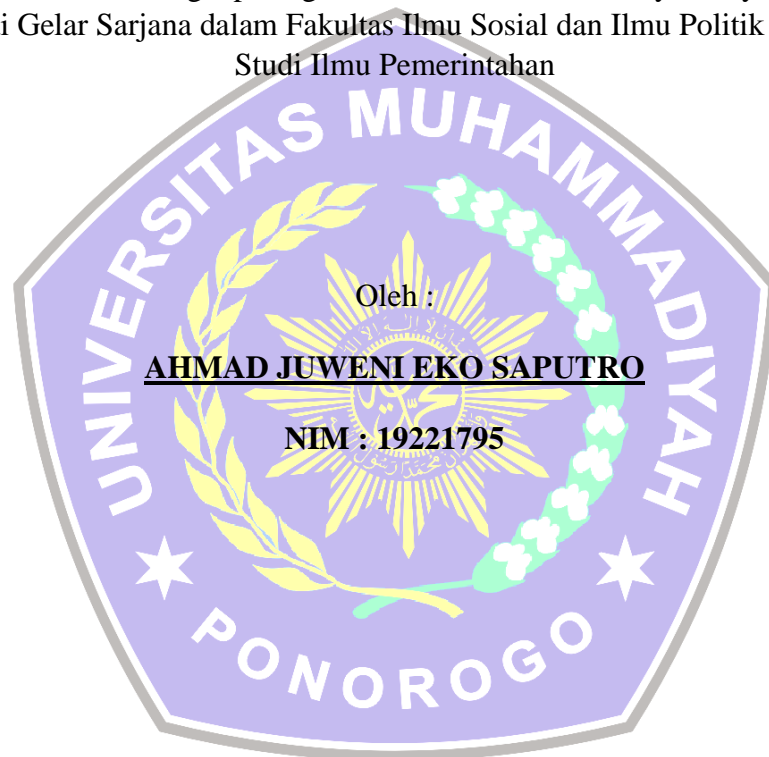 i Gelar Sarjana dalam Fakultas Ilmu Sosial dan Ilmu Politik
Studi Ilmu Pemerintahan
UNIVERSITAS MUHAMMADIYAH
Oleh :
AHMAD JUWENI EKO SAPUTRO
NIM : 19221795
PONOROGO